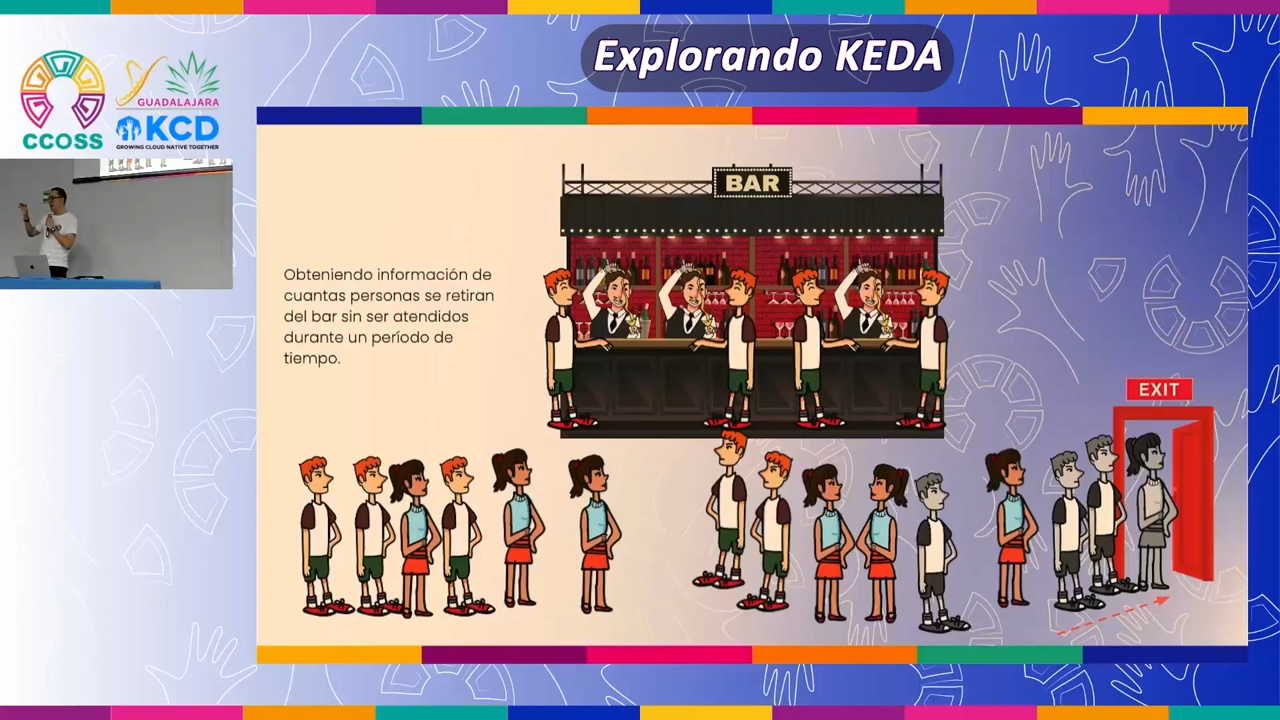 Explorando KEDA
CCOSS
GUADALAJARA
KCD
GROWING CLOUD NATIVE TOGETHER
BAR
Obteniendo información de
cuantas personas se retiran
del bar sin ser atendidos
durante un período de
tiempo.
EXIT